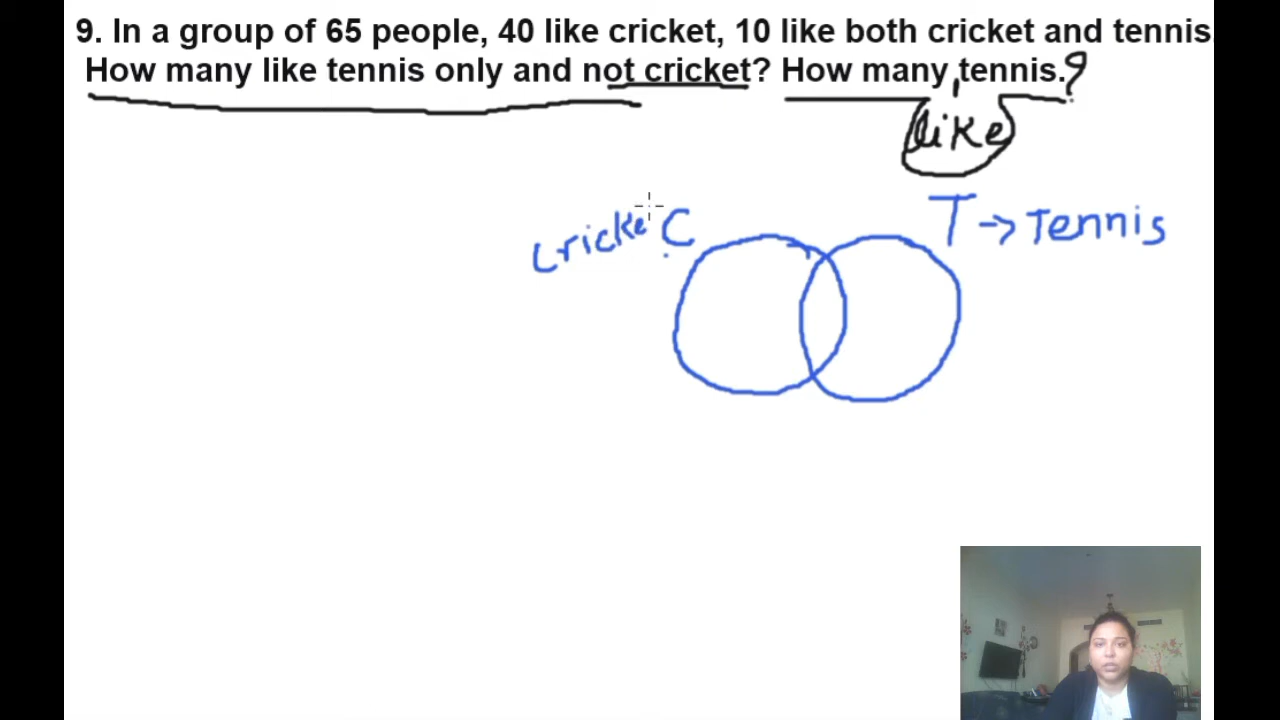 9. In a group of 65 people, 40 like cricket, 10 like both cricket and tennis
How many like tennis only and not cricket? How many tennis.?
like
cricke C T → Tennis